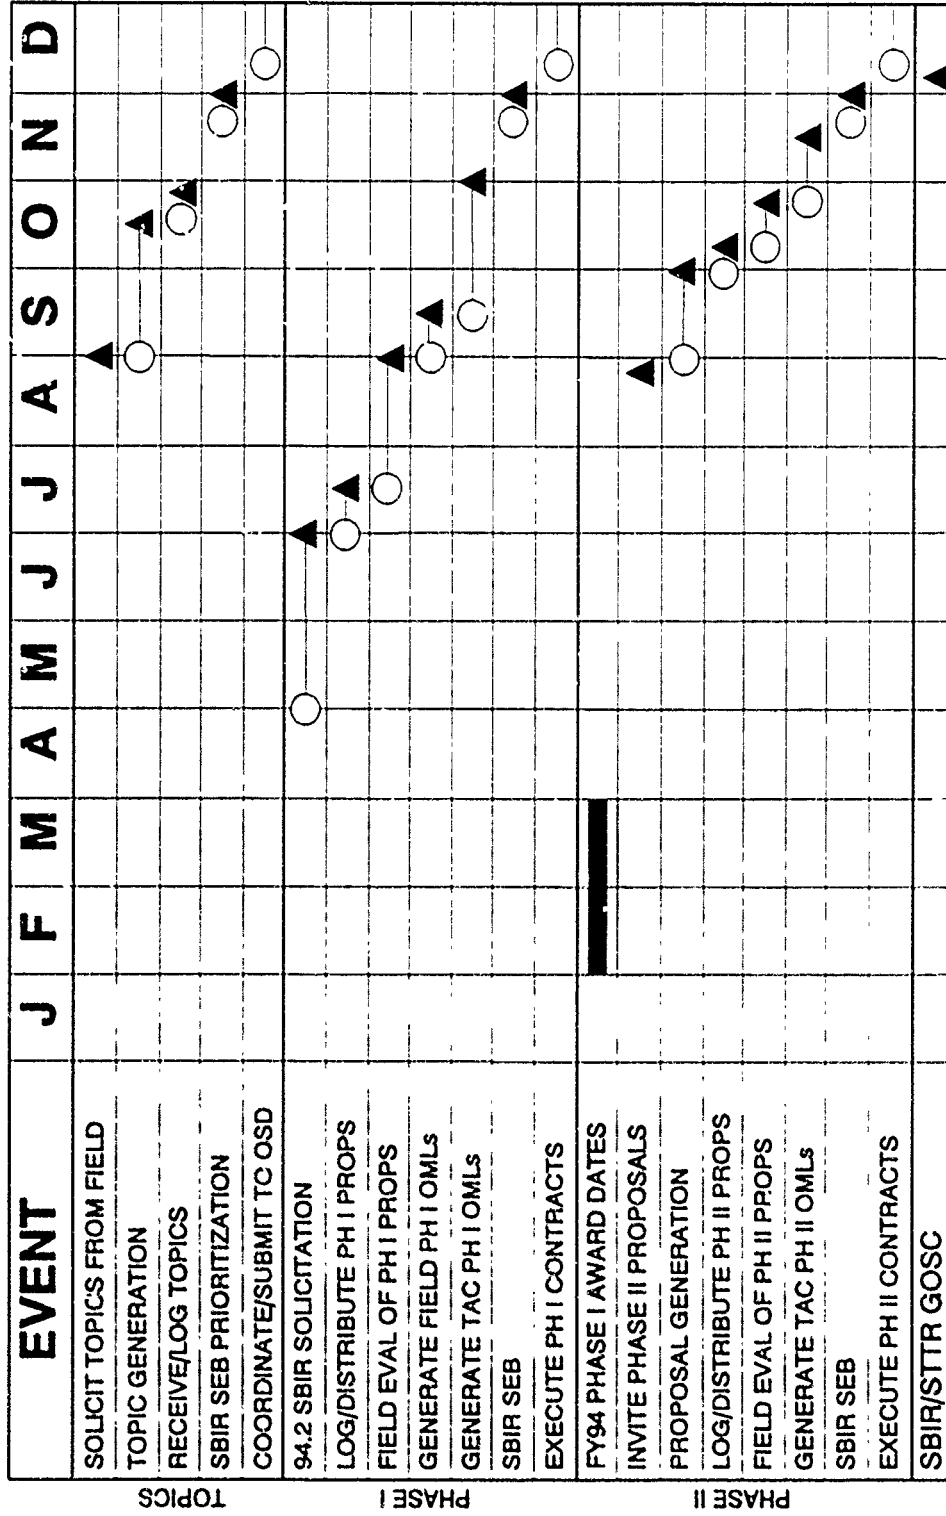 EVENT J F M A M J J A S O N D
TOPICS
SOLICIT TOPICS FROM FIELD
TOPIC GENERATION
RECEIVE/LOG TOPICS
SBIR SEB PRIORITIZATION
COORDINATE/SUBMIT TO OSD
PHASE I
94.2 SBIR SOLICITATION
LOG/DISTRIBUTE PH I PROPS
FIELD EVAL OF PH I PROPS
GENERATE FIELD PH I OMLs
GENERATE TAC PH I OMLs
SBIR SEB
EXECUTE PH I CONTRACTS
PHASE II
FY94 PHASE I AWARD DATES
INVITE PHASE II PROPOSALS
PROPOSAL GENERATION
LOG/DISTRIBUTE PH II PROPS
FIELD EVAL OF PH II PROPS
GENERATE TAC PH II OMLs
SBIR SEB
EXECUTE PH II CONTRACTS
SBIR/STTR GOSC